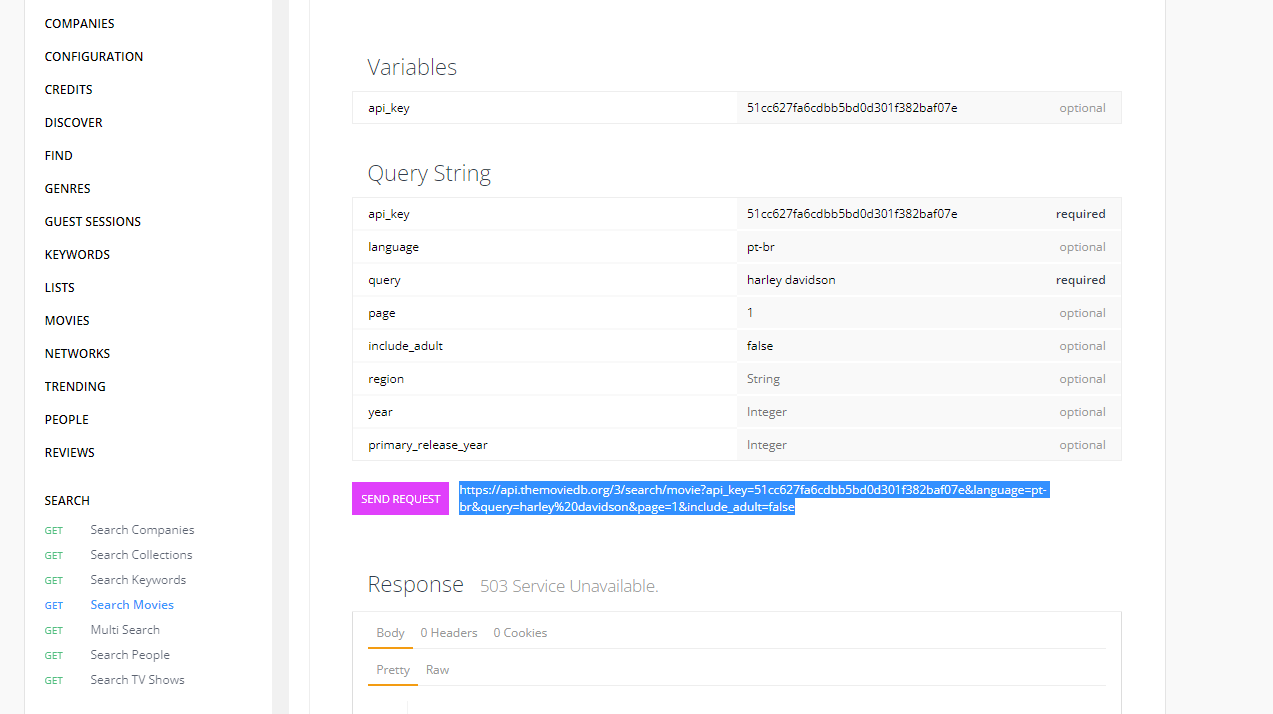 COMPANIES
CONFIGURATION
CREDITS
DISCOVER
FIND
GENRES
GUEST SESSIONS
KEYWORDS
LISTS
MOVIES
NETWORKS
TRENDING
PEOPLE
REVIEWS
SEARCH
GET Search Companies
GET Search Collections
GET Search Keywords
GET Search Movies
GET Multi Search
GET Search People
GET Search TV Shows
Variables
api_key 51cc627fa6cdbb5bd0d301f382baf07e optional
Query String
api_key 51cc627fa6cdbb5bd0d301f382baf07e required
language pt-br optional
query harley davidson required
page 1 optional
include_adult false optional
region String optional
year Integer optional
primary_release_year Integer optional
SEND REQUEST https://api.themoviedb.org/3/search/movie?api_key=51cc627fa6cdbb5bd0d301f382baf07e&language=pt-
br&query=harley%20davidson&page=1&include_adult=false
Response 503 Service Unavailable.
Body 0 Headers 0 Cookies
Pretty Raw